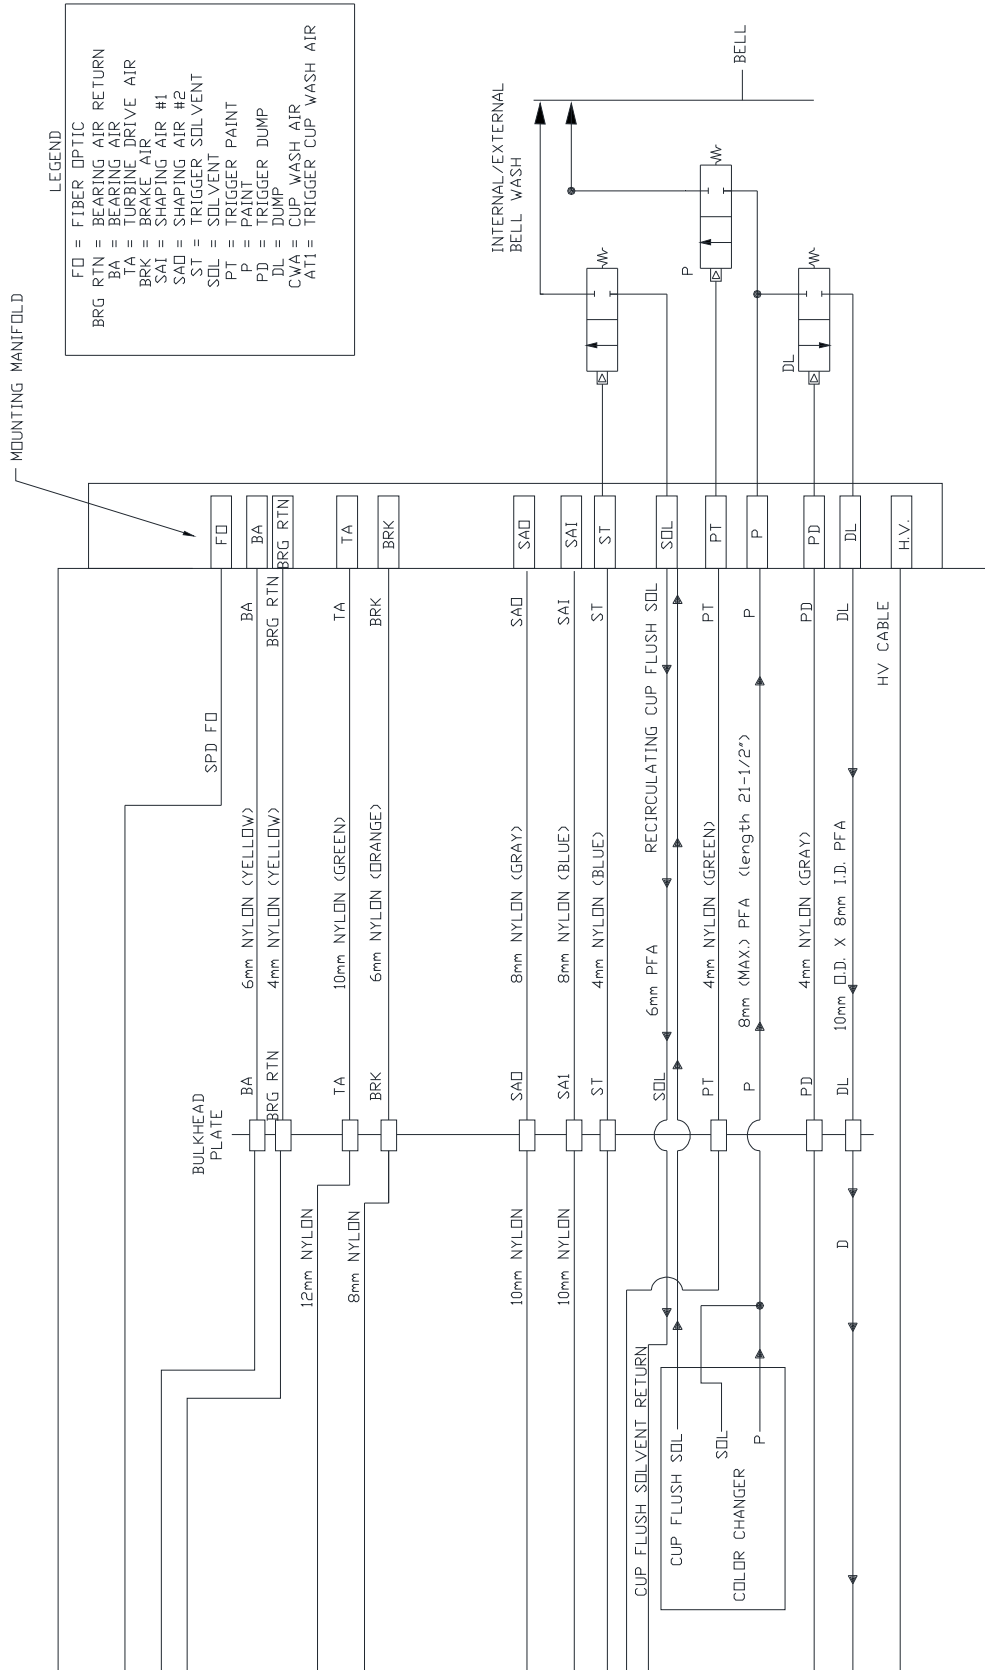 MOUNTING MANIFOLD
LEGEND
FO = FIBER OPTIC
BRG RTN = BEARING AIR RETURN
BA = BEARING AIR
TA = TURBINE DRIVE AIR
BRK = BRAKE AIR
SAI = SHAPING AIR #1
SAO = SHAPING AIR #2
ST = TRIGGER SOLVENT
SOL = SOLVENT
PT = TRIGGER PAINT
P = PAINT
PD = TRIGGER DUMP
DL = DUMP
CWA = CUP WASH AIR
AT1 = TRIGGER CUP WASH AIR
INTERNAL/EXTERNAL
BELL WASH
BELL
P
DL
FO
BA
BRG RTN
TA
BRK
SAO
SAI
ST
SOL
PT
P
PD
DL
H.V.
BA
BRG RTN
TA
BRK
SAO
SAI
ST
RECIRCULATING CUP FLUSH SOL
PT
P
PD
DL
HV CABLE
SPD FO
6mm NYLON (YELLOW)
4mm NYLON (YELLOW)
10mm NYLON (GREEN)
6mm NYLON (ORANGE)
8mm NYLON (GRAY)
8mm NYLON (BLUE)
4mm NYLON (BLUE)
6mm PFA
4mm NYLON (GREEN)
8mm (MAX.) PFA (length 21-1/2")
4mm NYLON (GRAY)
10mm O.D. X 8mm I.D. PFA
BULKHEAD
PLATE
BA
BRG RTN
TA
BRK
SAO
SA1
ST
SOL
PT
P
PD
DL
12mm NYLON
8mm NYLON
10mm NYLON
10mm NYLON
D
CUP FLUSH SOLVENT RETURN
CUP FLUSH SOL
SOL
P
COLOR CHANGER